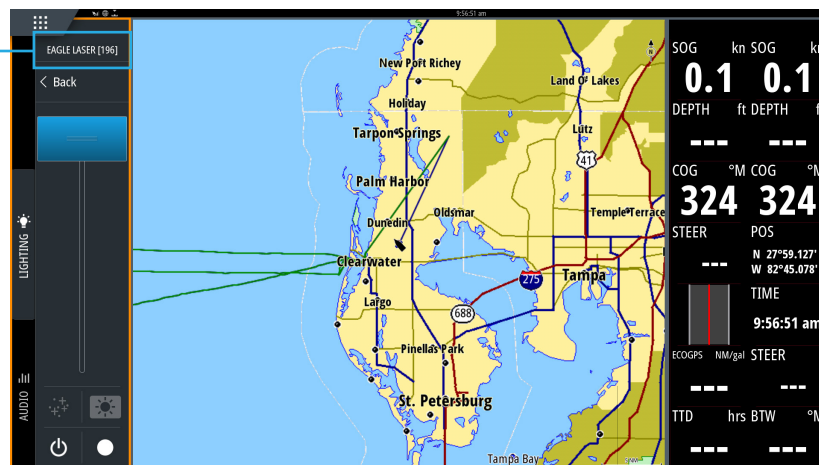 9:56:51 am
EAGLE LASER [196]
< Back
LIGHTING
AUDIO
New Port Richey
Land O' Lakes
Holiday
Tarpon Springs
Lutz
41
Palm Harbor
Dunedin
Oldsmar
Temple Terrace
Clearwater
Tampa
275
Largo
688
Pinellas Park
St. Petersburg
Tampa Bay
SOG kn SOG kn
0.1 0.1
DEPTH ft DEPTH
--- ---
COG °M COG °M
324 324
STEER POS
--- N 27°59.127'
W 82°45.078'
TIME
9:56:51 am
ECOGPS NM/gal STEER
--- ---
TTD hrs BTW °M
--- ---